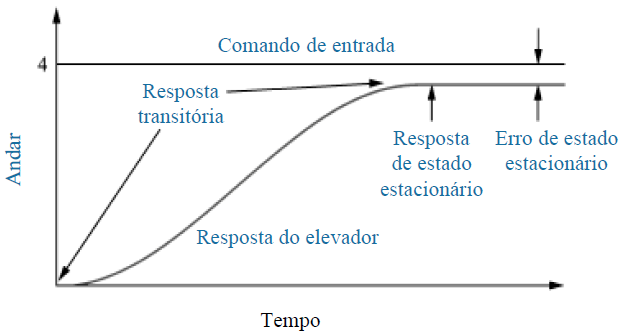 Comando de entrada
4
Resposta
transitória
Resposta
de estado
estacionário
Erro de estado
estacionário
Andar
Resposta do elevador
Tempo